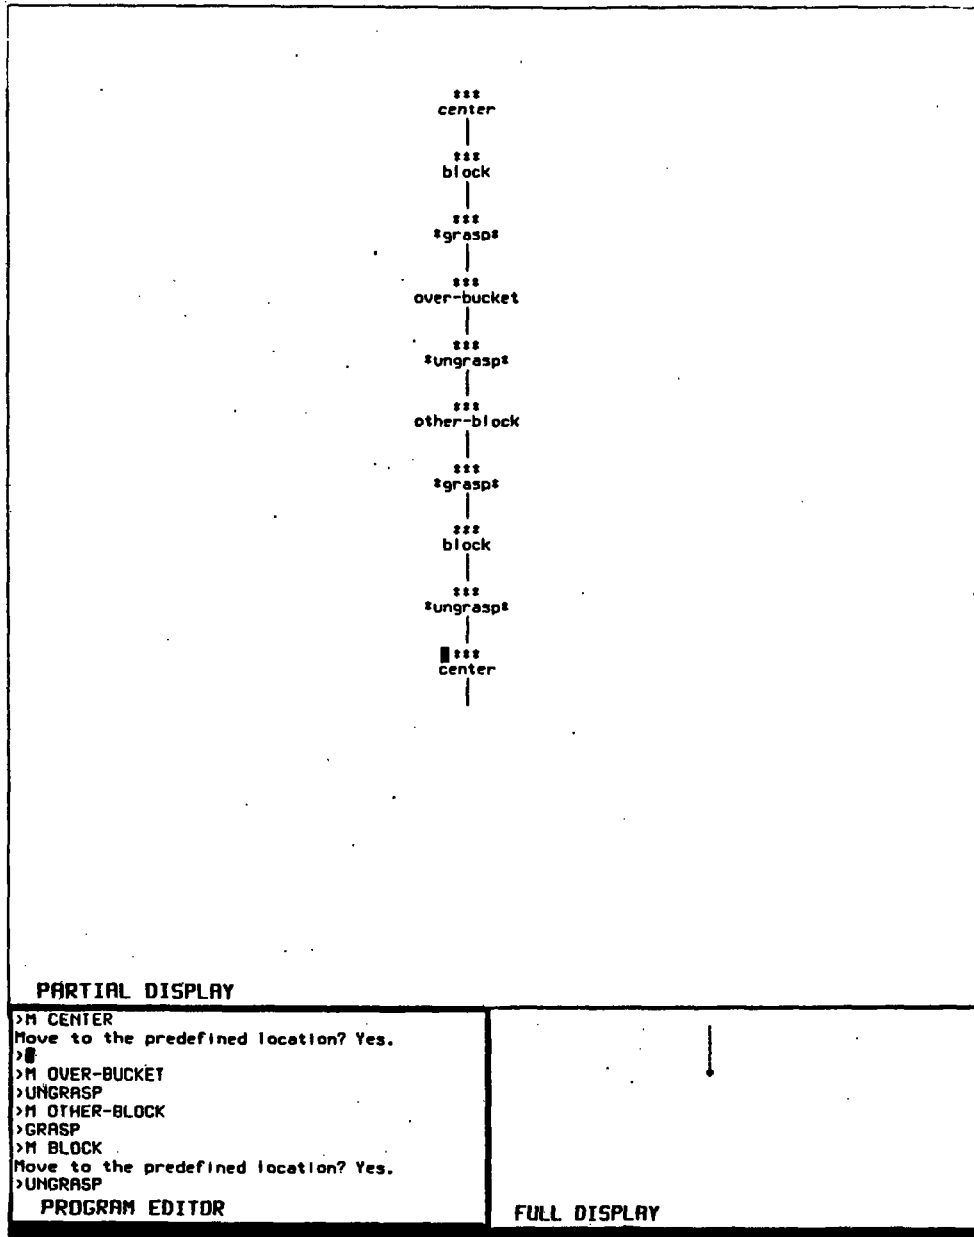 ***
center
***
block
***
*grasp*
***
over-bucket
***
*ungrasp*
***
other-block
***
*grasp*
***
block
***
*ungrasp*
***
center
PARTIAL DISPLAY
>M CENTER
Move to the predefined location? Yes.
>
>M OVER-BUCKET
>UNGRASP
>M OTHER-BLOCK
>GRASP
>M BLOCK
Move to the predefined location? Yes.
>UNGRASP
PROGRAM EDITOR
FULL DISPLAY